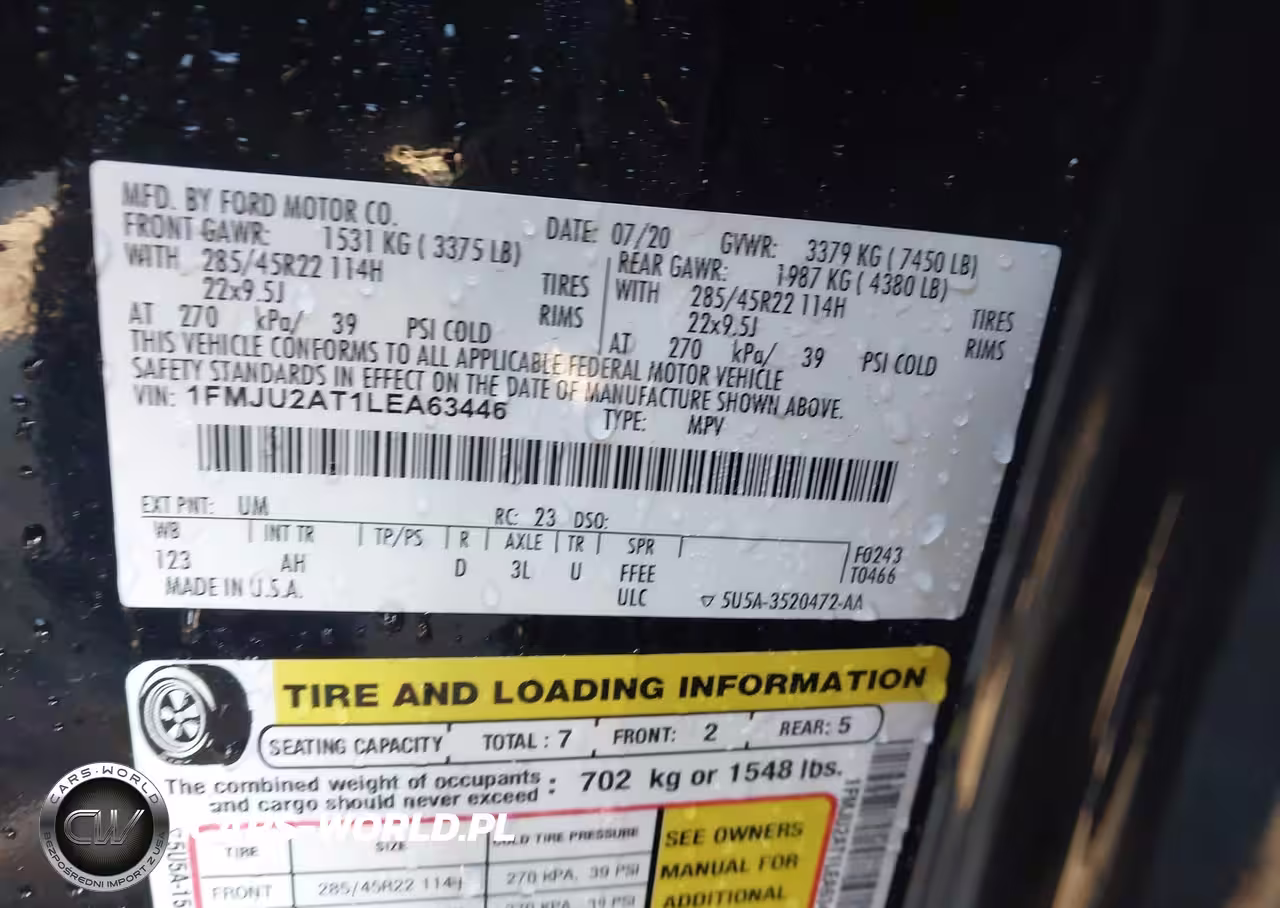 MFD. BY FORD MOTOR CO.
DATE: 07/20 GVWR: 3379 KG ( 7450 LB)
FRONT GAWR: 1531 KG ( 3375 LB)
WITH 285/45R22 114H TIRES
22x9.5J RIMS
AT 270 kPa/ 39 PSI COLD
REAR GAWR: 1987 KG ( 4380 LB)
WITH 285/45R22 114H TIRES
22x9.5J RIMS
AT 270 kPa/ 39 PSI COLD
THIS VEHICLE CONFORMS TO ALL APPLICABLE FEDERAL MOTOR VEHICLE
SAFETY STANDARDS IN EFFECT ON THE DATE OF MANUFACTURE SHOWN ABOVE.
VIN: 1FMJU2AT1LEA63446 TYPE: MPV
EXT PNT: UM RC: 23 DSO:
WB INT TR TP/PS R AXLE TR SPR F0243
123 AH D 3L U FFEE T0466
MADE IN U.S.A. ULC 5U5A-3520472-AA
TIRE AND LOADING INFORMATION
SEATING CAPACITY TOTAL : 7 FRONT: 2 REAR: 5
The combined weight of occupants : 702 kg or 1548 lbs.
and cargo should never exceed
TIRE SIZE COLD TIRE PRESSURE
FRONT 285/45R22 114H 270 KPA, 39 PSI
SEE OWNERS
MANUAL FOR
ADDITIONAL
CARS-WORLD.PL
CARS-WORLD
CW
BEZPOŚREDNI IMPORT Z USA